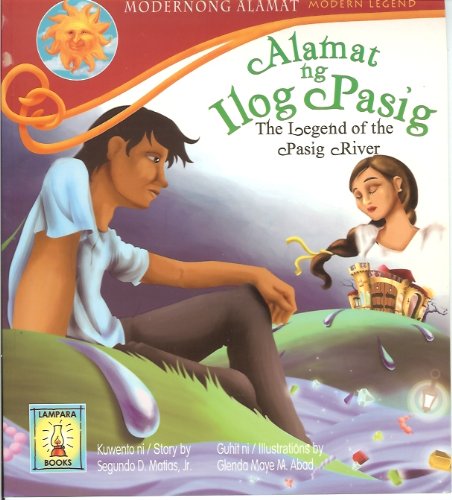 MODERNONG ALAMAT MODERN LEGEND
Alamat
ng
Ilog Pasig
The Legend of the
Pasig River
LAMPARA
BOOKS
Kuwento ni / Story by
Segundo D. Matias, Jr.
Guhit ni / Illustrations by
Glenda Maye M. Abad